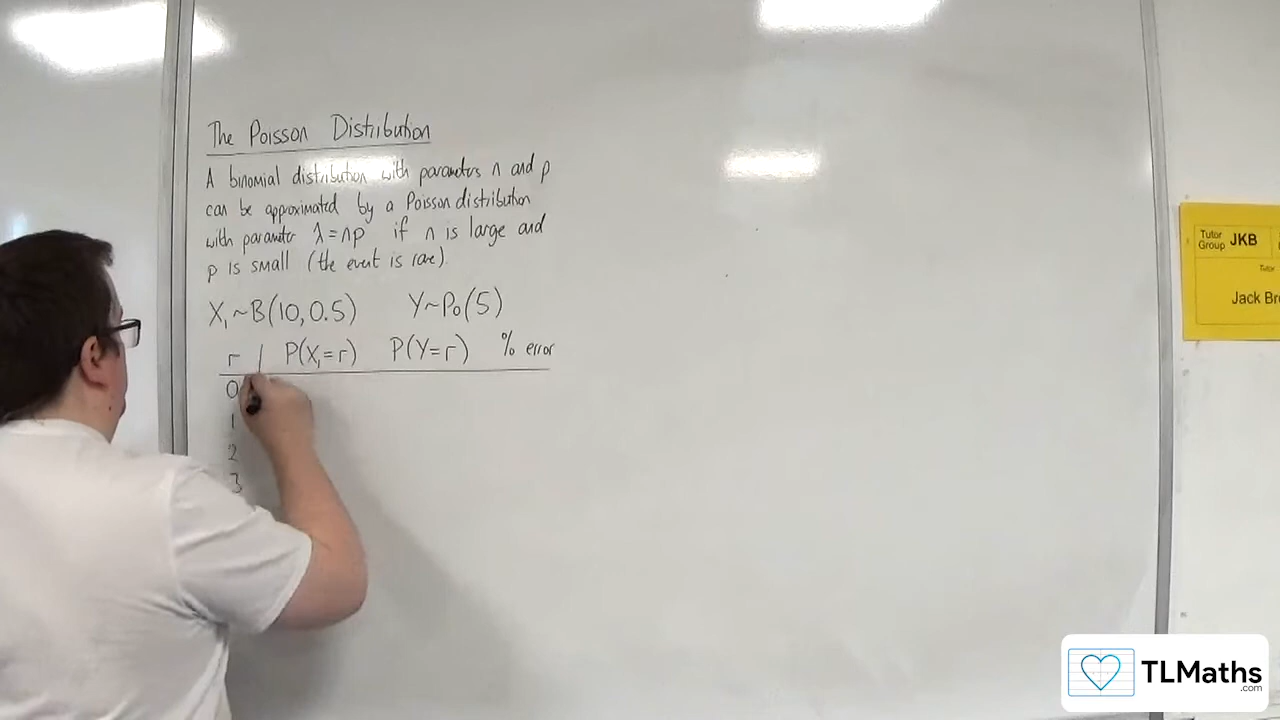 The Poisson Distribution
A binomial distribution with parameters n and p
can be approximated by a Poisson distribution
with parameter λ = np if n is large and
p is small (the event is rare).
X₁ ~ B(10, 0.5) Y ~ Po(5)
r P(X₁ = r) P(Y = r) % error
0
1
2
3
Tutor
Group JKB
Tutor
Jack Br
TLMaths
.com